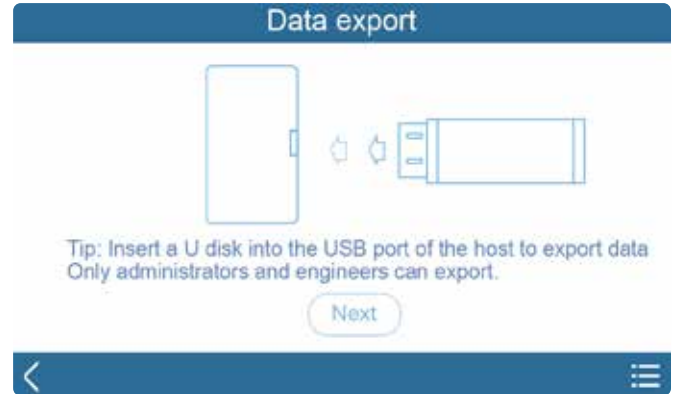 Data export
Tip: Insert a U disk into the USB port of the host to export data
Only administrators and engineers can export.
Next